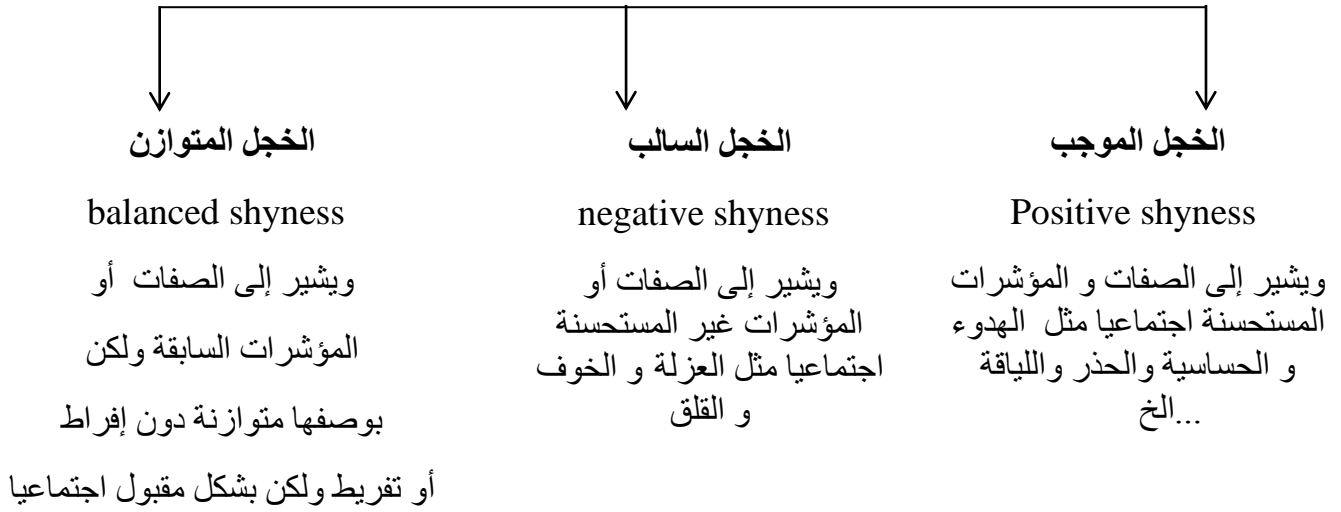 الخجل الموجب
Positive shyness
ويشير إلى الصفات و المؤشرات
المستحسنة اجتماعيا مثل الهدوء
و الحساسية والحذر واللياقة
...الخ
الخجل السالب
negative shyness
ويشير إلى الصفات أو
المؤشرات غير المستحسنة
اجتماعيا مثل العزلة و الخوف
و القلق
الخجل المتوازن
balanced shyness
ويشير إلى الصفات أو
المؤشرات السابقة ولكن
بوصفها متوازنة دون إفراط
أو تفريط ولكن بشكل مقبول اجتماعيا